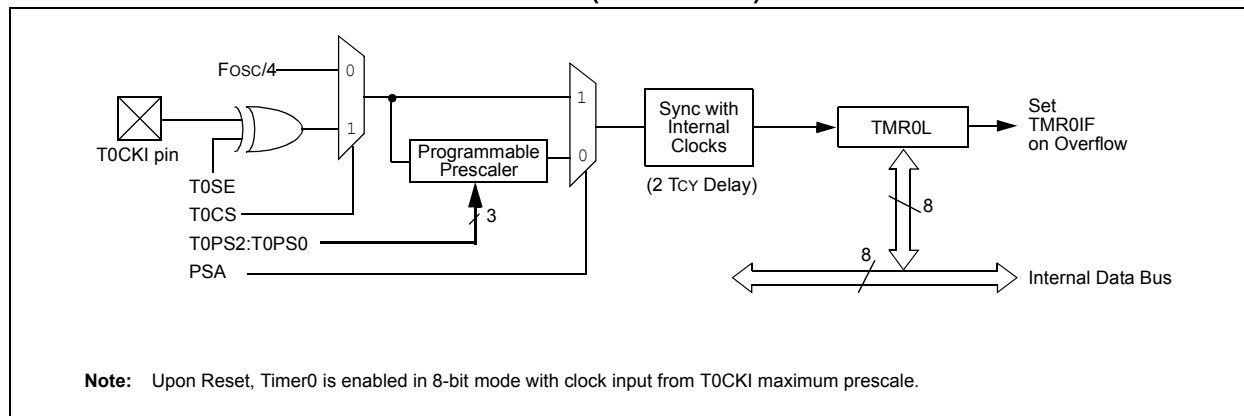 FOSC/4
0
1
T0CKI pin
T0SE
T0CS
T0PS2:T0PS0
PSA
Programmable
Prescaler
3
1
0
Sync with
Internal
Clocks
(2 TCY Delay)
TMR0L
Set
TMR0IF
on Overflow
8
8
Internal Data Bus
Note: Upon Reset, Timer0 is enabled in 8-bit mode with clock input from T0CKI maximum prescale.